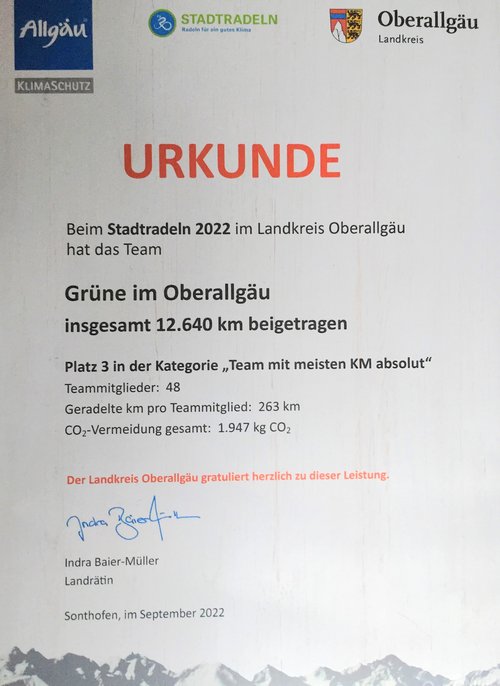 Allgäu
KLIMASCHUTZ
STADTRADELN
Radeln für ein gutes Klima
Oberallgäu
Landkreis
URKUNDE
Beim Stadtradeln 2022 im Landkreis Oberallgäu
hat das Team
Grüne im Oberallgäu
insgesamt 12.640 km beigetragen
Platz 3 in der Kategorie „Team mit meisten KM absolut“
Teammitglieder: 48
Geradelte km pro Teammitglied: 263 km
CO₂-Vermeidung gesamt: 1.947 kg CO₂
Der Landkreis Oberallgäu gratuliert herzlich zu dieser Leistung.
Indra Baier-Müller
Indra Baier-Müller
Landrätin
Sonthofen, im September 2022